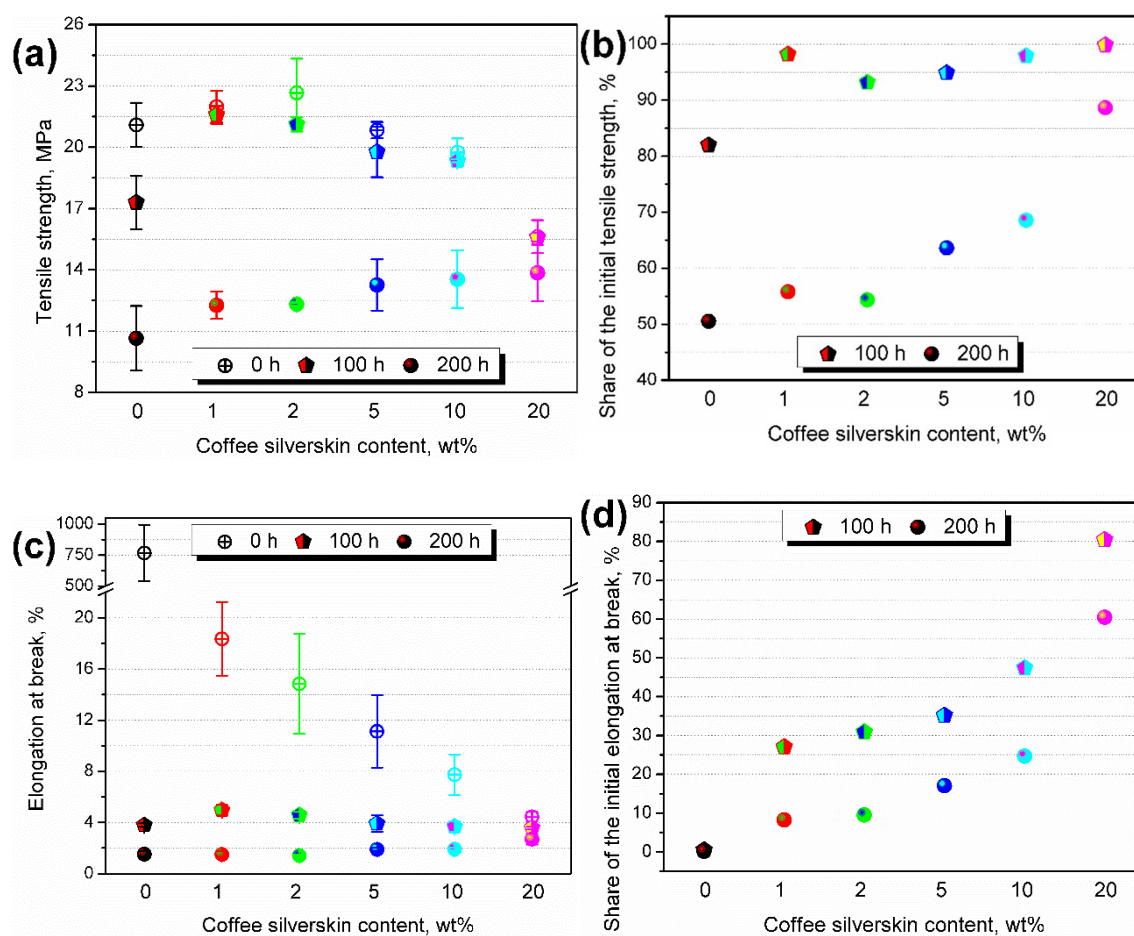 (a)
Tensile strength, MPa
26
23
20
17
14
11
8
0 h 100 h 200 h
0 1 2 5 10 20
Coffee silverskin content, wt%
(b)
Share of the initial tensile strength, %
100
90
80
70
60
50
40
100 h 200 h
0 1 2 5 10 20
Coffee silverskin content, wt%
(c)
Elongation at break, %
1000
750
500
20
16
12
8
4
0
0 h 100 h 200 h
0 1 2 5 10 20
Coffee silverskin content, wt%
(d)
Share of the initial elongation at break, %
90
80
70
60
50
40
30
20
10
0
100 h 200 h
0 1 2 5 10 20
Coffee silverskin content, wt%